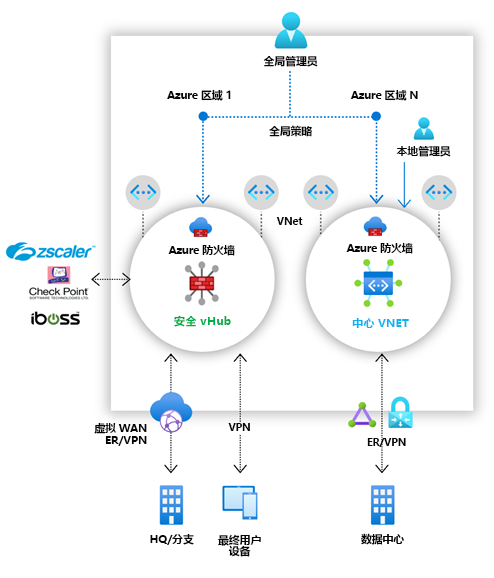 全局管理员
Azure 区域 1
Azure 区域 N
全局策略
本地管理员
VNet
Azure 防火墙
Azure 防火墙
zscaler™
Check Point
SOFTWARE TECHNOLOGIES LTD.
iboss
安全 vHub
中心 VNET
虚拟 WAN
ER/VPN
VPN
ER/VPN
HQ/分支
最终用户
设备
数据中心